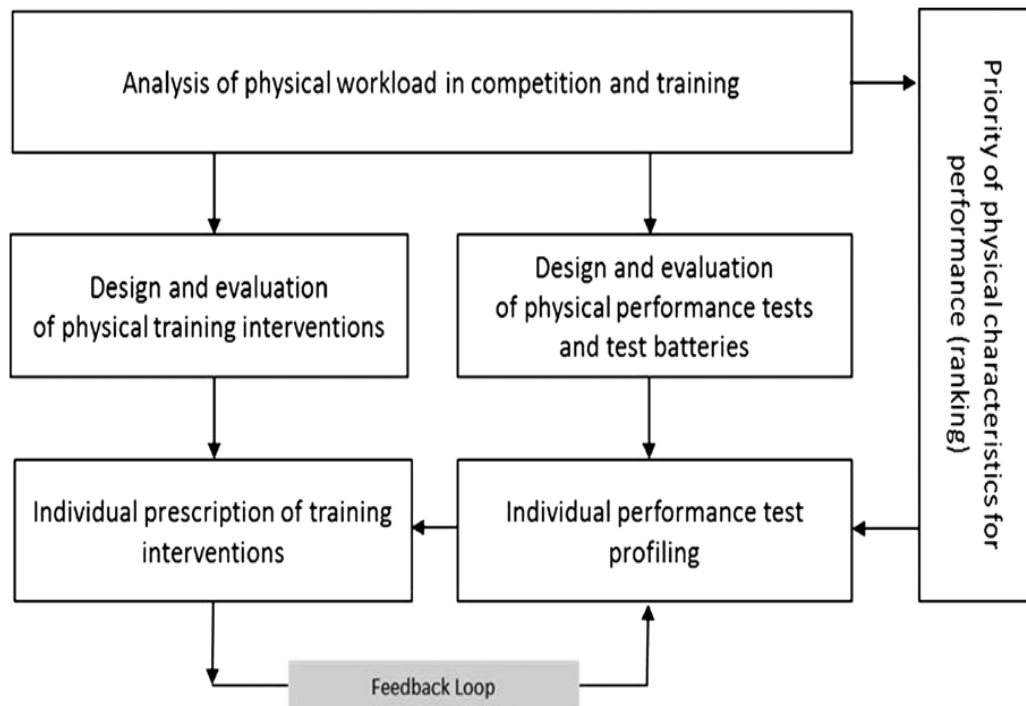 Analysis of physical workload in competition and training
Priority of physical characteristics for
performance (ranking)
Design and evaluation
of physical training interventions
Design and evaluation
of physical performance tests
and test batteries
Individual prescription of training
interventions
Individual performance test
profiling
Feedback Loop